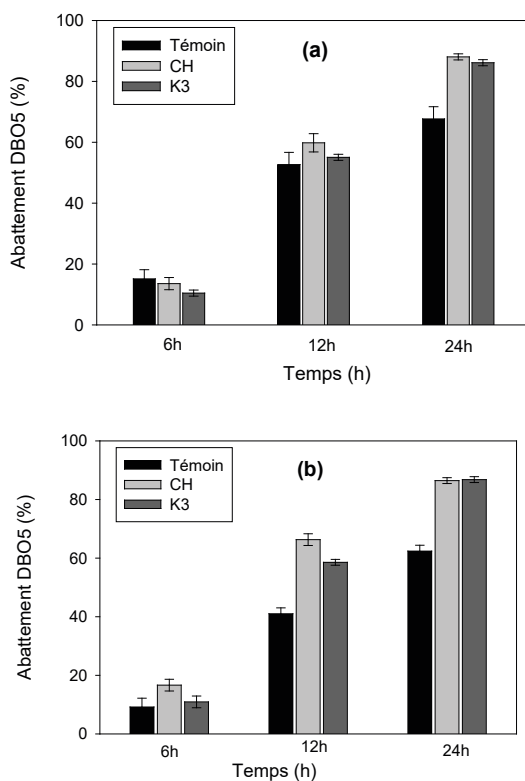 100
80
60
40
20
0
Abattement DBO5 (%)
Témoin
CH
K3
(a)
6h
12h
24h
Temps (h)
100
80
60
40
20
0
Abattement DBO5 (%)
Témoin
CH
K3
(b)
6h
12h
24h
Temps (h)